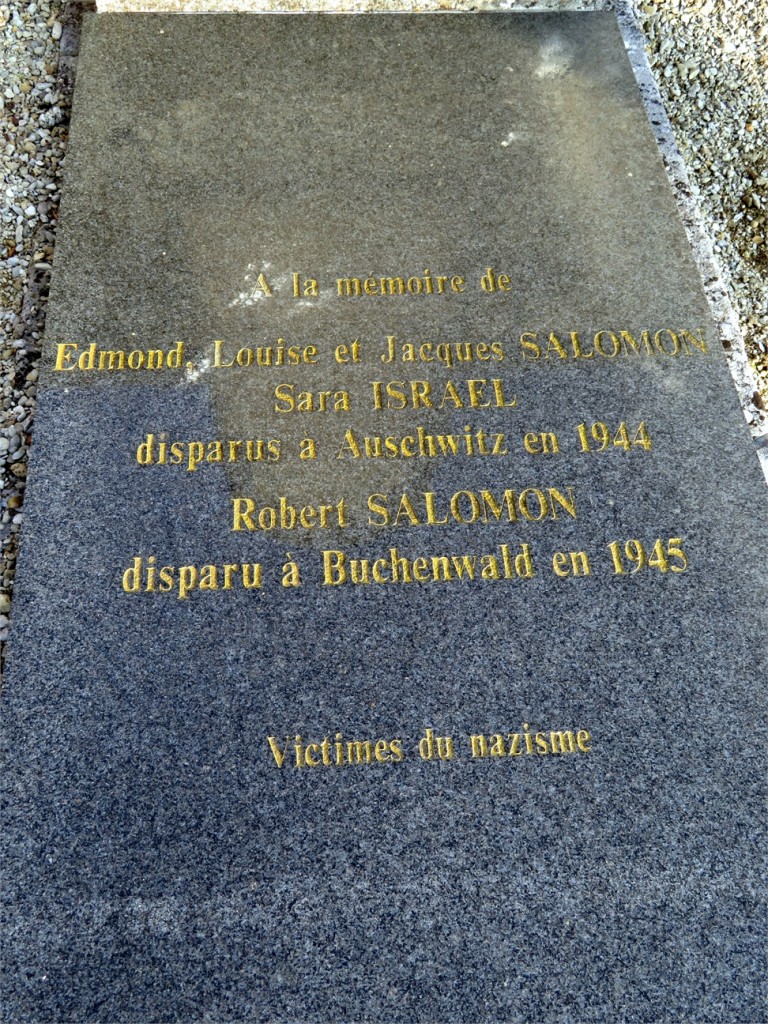 A la mémoire de
Edmond, Louise et Jacques SALOMON
Sara ISRAEL
disparus à Auschwitz en 1944
Robert SALOMON
disparu à Buchenwald en 1945
Victimes du nazisme